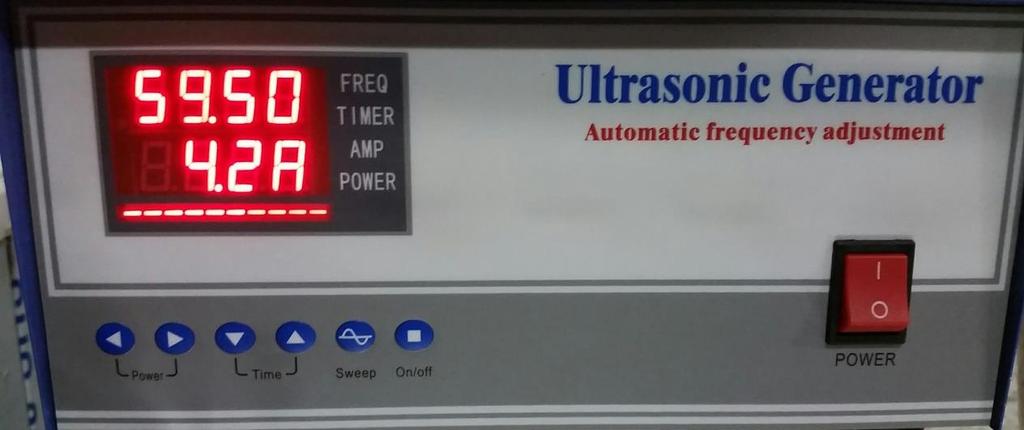 59.50
4.2A
FREQ
TIMER
AMP
POWER
Ultrasonic Generator
Automatic frequency adjustment
Power
Time
Sweep
On/off
I
O
POWER